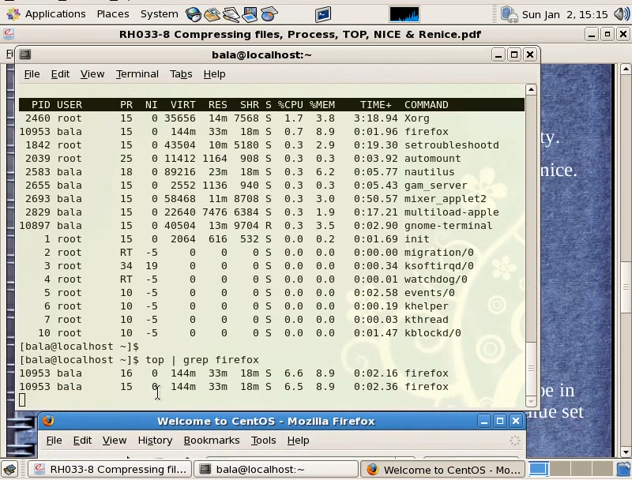 Applications Places System Sun Jan 2, 15:15
RH033-8 Compressing files, Process, TOP, NICE & Renice.pdf
bala@localhost:~
File Edit View Terminal Tabs Help
PID USER PR NI VIRT RES SHR S %CPU %MEM TIME+ COMMAND
2460 root 15 0 35656 14m 7568 S 1.7 3.8 3:18.94 Xorg
10953 bala 15 0 144m 33m 18m S 0.7 8.9 0:01.96 firefox
1842 root 15 0 43504 10m 5180 S 0.3 2.9 0:19.30 setroubleshootd
ty.
2039 root 25 0 11412 1164 908 S 0.3 0.3 0:03.92 automount
2583 bala 18 0 89216 23m 18m S 0.3 6.2 0:05.77 nautilus
nice.
2655 bala 15 0 2552 1136 940 S 0.3 0.3 0:05.43 gam_server
2693 bala 15 0 58468 11m 8708 S 0.3 3.0 0:50.57 mixer_applet2
2829 bala 15 0 22640 7476 6384 S 0.3 1.9 0:17.21 multiload-apple
10897 bala 15 0 40504 13m 9704 R 0.3 3.5 0:02.90 gnome-terminal
1 root 15 0 2064 616 532 S 0.0 0.2 0:01.69 init
2 root RT -5 0 0 0 S 0.0 0.0 0:00.00 migration/0
3 root 34 19 0 0 0 S 0.0 0.0 0:00.34 ksoftirqd/0
4 root RT -5 0 0 0 S 0.0 0.0 0:00.01 watchdog/0
5 root 10 -5 0 0 0 S 0.0 0.0 0:02.58 events/0
6 root 10 -5 0 0 0 S 0.0 0.0 0:00.19 khelper
7 root 10 -5 0 0 0 S 0.0 0.0 0:00.03 kthread
10 root 10 -5 0 0 0 S 0.0 0.0 0:01.47 kblockd/0
[bala@localhost ~]$
[bala@localhost ~]$ top | grep firefox
10953 bala 16 0 144m 33m 18m S 6.6 8.9 0:02.16 firefox
10953 bala 15 0 144m 33m 18m S 6.5 8.9 0:02.36 firefox
be in
lue set
Welcome to CentOS - Mozilla Firefox
File Edit View History Bookmarks Tools Help
RH033-8 Compressing fil... bala@localhost:~ Welcome to CentOS - Mo...